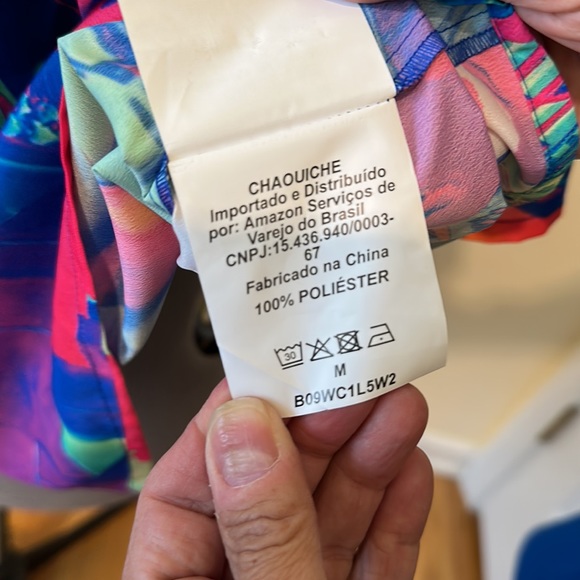 CHAOUICHE
Importado e Distribuído
por: Amazon Serviços de
Varejo do Brasil
CNPJ:15.436.940/0003-
67
Fabricado na China
100% POLIÉSTER
30
M
B09WC1L5W2